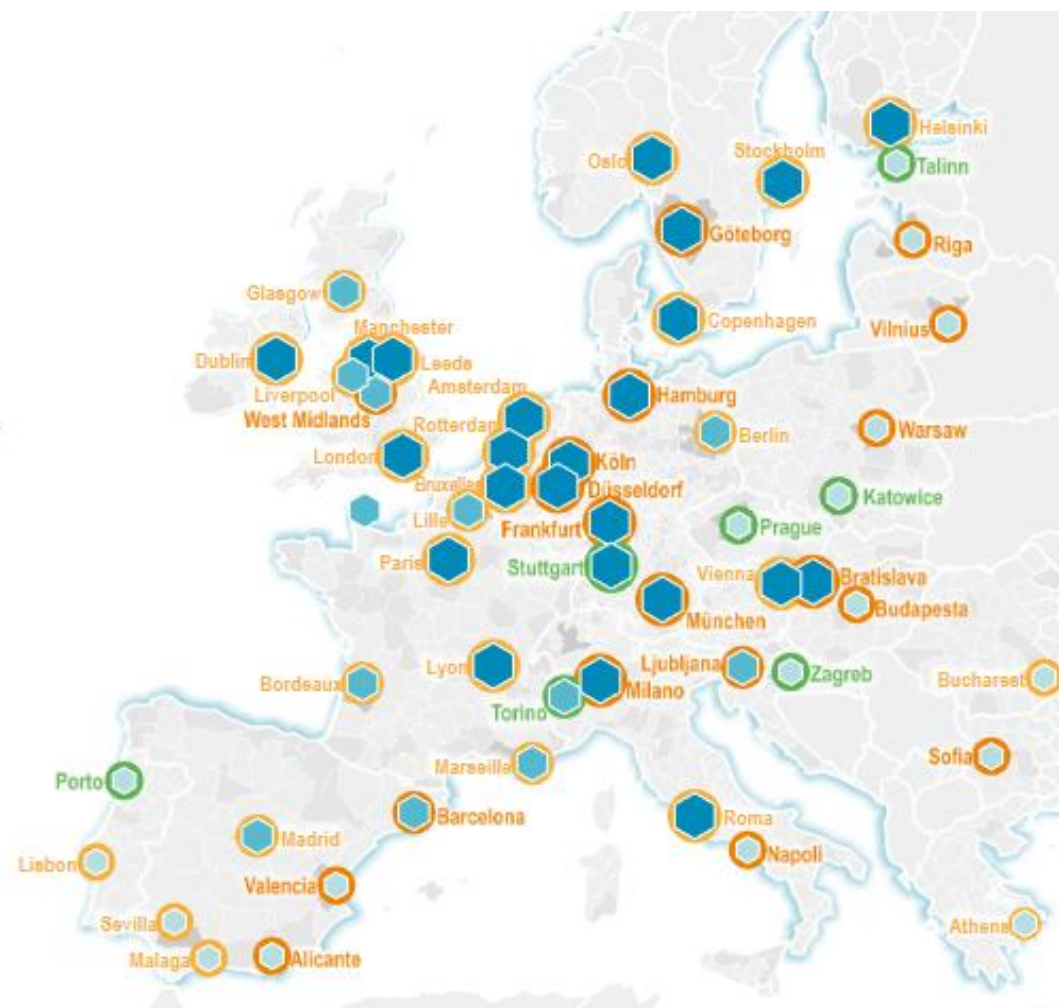 Helsinki
Oslo
Stockholm
Talinn
Göteborg
Riga
Glasgow
Copenhagen
Vilnius
Manchester
Dublin
Leeds
Liverpool
Amsterdam
Hamburg
West Midlands
Rotterdam
Berlin
Warsaw
London
Köln
Bruxelles
Düsseldorf
Katowice
Lille
Frankfurt
Prague
Paris
Stuttgart
Vienna
Bratislava
Budapesta
München
Lyon
Ljubljana
Zagreb
Bordeaux
Milano
Bucharest
Torino
Sofia
Marseille
Porto
Barcelona
Roma
Madrid
Napoli
Lisbon
Valencia
Sevilla
Athens
Malaga
Alicante